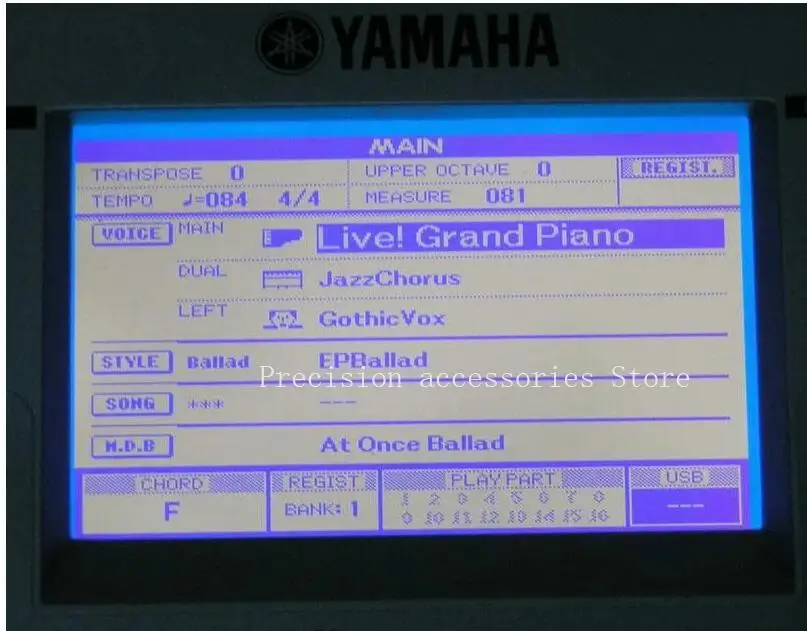 YAMAHA
MAIN
TRANSPOSE 0 UPPER OCTAVE 0 REGIST.
TEMPO ♩=084 4/4 MEASURE 081
VOICE MAIN Live! Grand Piano
DUAL JazzChorus
LEFT GothicVox
STYLE Ballad EPBallad
Precision accessories Store
SONG *** ---
M.D.B At Once Ballad
CHORD REGIST PLAY PART USB
F BANK: 1 1 2 3 4 5 6 7 8 ---
9 10 11 12 13 14 15 16